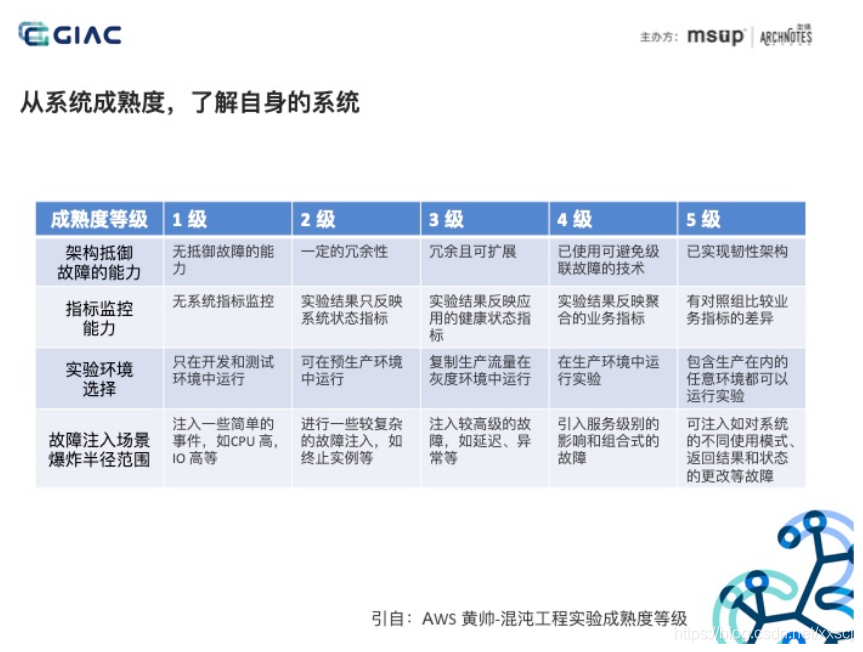 GIAC
主办方：msup ARCHNOTES
从系统成熟度，了解自身的系统
成熟度等级 1 级 2 级 3 级 4 级 5 级
架构抵御
故障的能力
无抵御故障的能
力
一定的冗余性
冗余且可扩展
已使用可避免级
联故障的技术
已实现韧性架构
指标监控
能力
无系统指标监控
实验结果只反映
系统状态指标
实验结果反映应
用的健康状态指
标
实验结果反映聚
合的业务指标
有对照组比较业
务指标的差异
实验环境
选择
只在开发和测试
环境中运行
可在预生产环境
中运行
复制生产流量在
灰度环境中运行
在生产环境中运
行实验
包含生产在内的
任意环境都可以
运行实验
故障注入场景
爆炸半径范围
注入一些简单的
事件，如CPU 高，
IO 高等
进行一些较复杂
的故障注入，如
终止实例等
注入较高级的故
障，如延迟、异
常等
引入服务级别的
影响和组合式的
故障
可注入如对系统
的不同使用模式、
返回结果和状态
的更改等故障
引自：AWS 黄帅-混沌工程实验成熟度等级